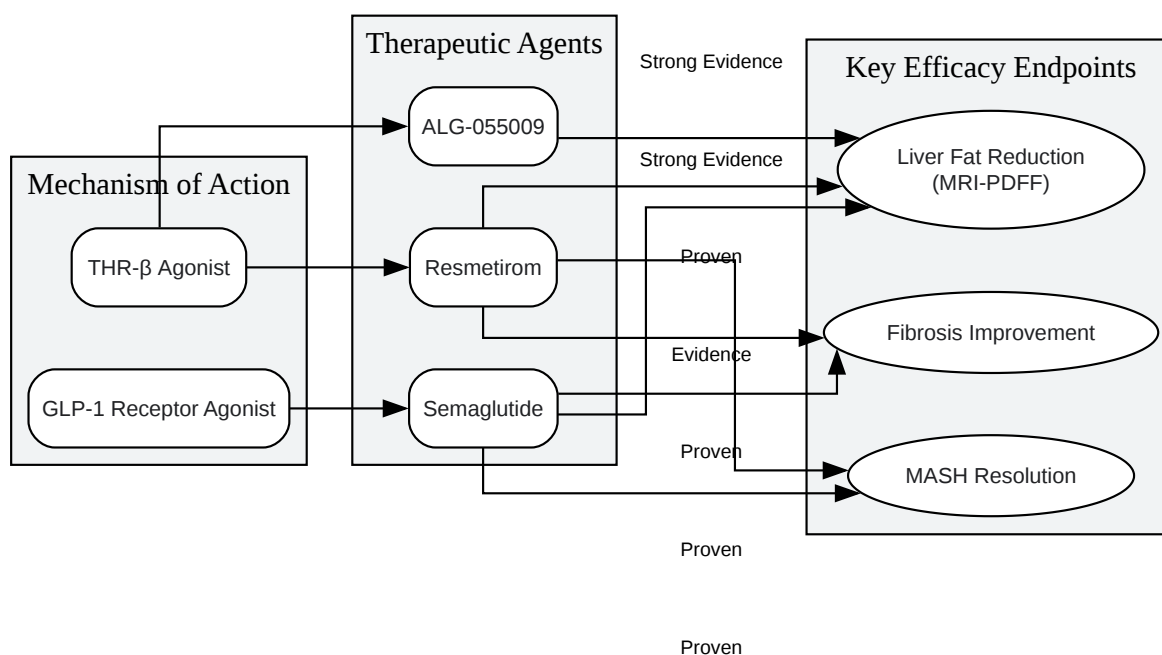 Mechanism of Action
THR-β Agonist
GLP-1 Receptor Agonist
Therapeutic Agents
ALG-055009
Resmetirom
Semaglutide
Strong Evidence
Strong Evidence
Proven
Evidence
Proven
Proven
Proven
Key Efficacy Endpoints
Liver Fat Reduction
(MRI-PDFF)
Fibrosis Improvement
MASH Resolution